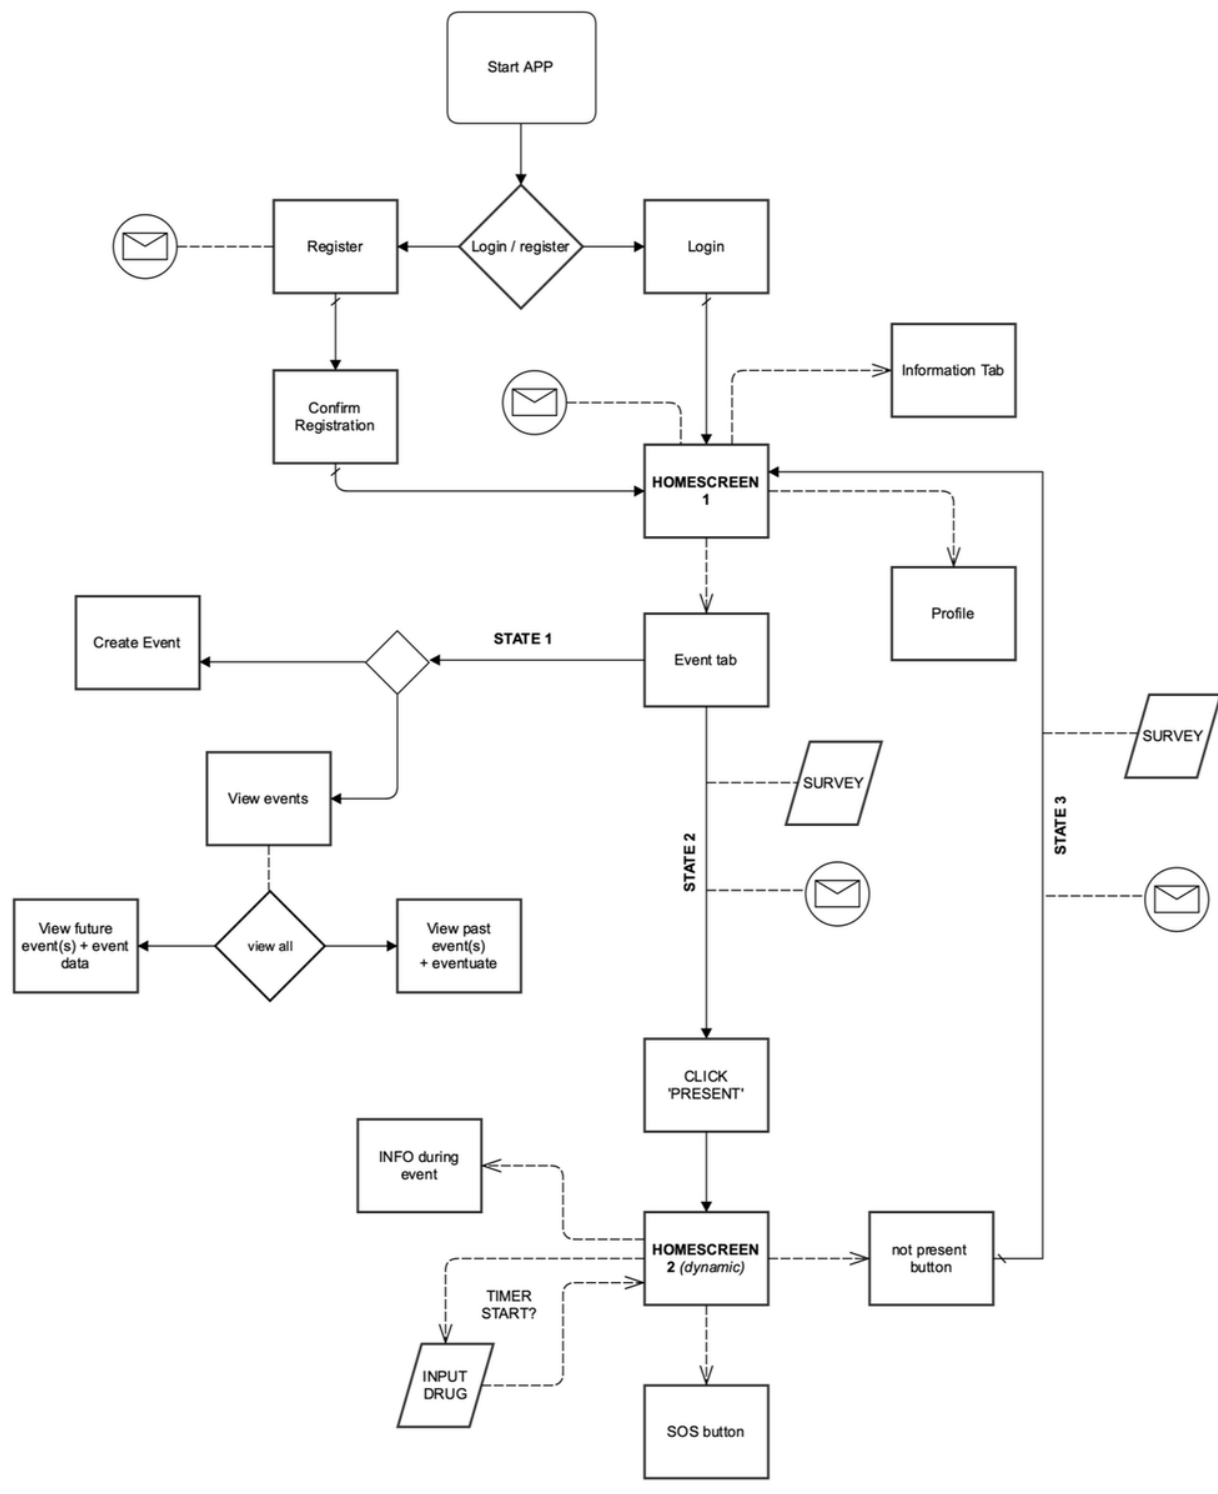 Start APP
Register
Login / register
Login
Information Tab
Confirm
Registration
HOMESCREEN
1
Profile
Create Event
STATE 1
Event tab
SURVEY
SURVEY
View events
STATE 2
STATE 3
View future
event(s) + event
data
view all
View past
event(s)
+ eventuate
CLICK
'PRESENT'
INFO during
event
HOMESCREEN
2 (dynamic)
not present
button
TIMER
START?
INPUT
DRUG
SOS button